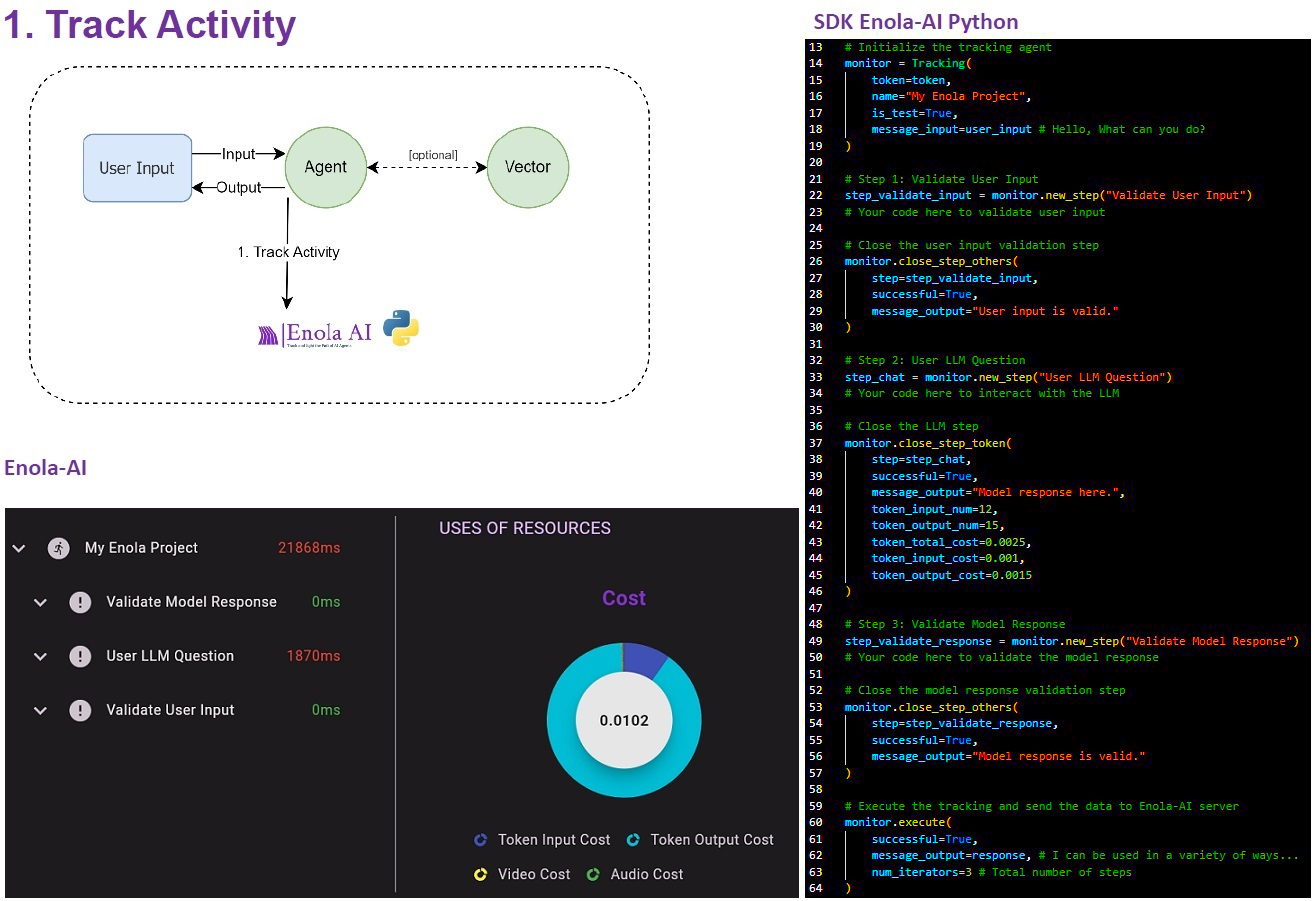 1. Track Activity
User Input
Input
Output
Agent
[optional]
Vector
1. Track Activity
Enola AI
Track and light the Path of AI Agents
Enola-AI
My Enola Project 21868ms
Validate Model Response 0ms
User LLM Question 1870ms
Validate User Input 0ms
USES OF RESOURCES
Cost
0.0102
Token Input Cost Token Output Cost
Video Cost Audio Cost
SDK Enola-AI Python
13 # Initialize the tracking agent
14 monitor = Tracking(
15 token=token,
16 name="My Enola Project",
17 is_test=True,
18 message_input=user_input # Hello, What can you do?
19 )
20
21 # Step 1: Validate User Input
22 step_validate_input = monitor.new_step("Validate User Input")
23 # Your code here to validate user input
24
25 # Close the user input validation step
26 monitor.close_step_others(
27 step=step_validate_input,
28 successful=True,
29 message_output="User input is valid."
30 )
31
32 # Step 2: User LLM Question
33 step_chat = monitor.new_step("User LLM Question")
34 # Your code here to interact with the LLM
35
36 # Close the LLM step
37 monitor.close_step_token(
38 step=step_chat,
39 successful=True,
40 message_output="Model response here.",
41 token_input_num=12,
42 token_output_num=15,
43 token_total_cost=0.0025,
44 token_input_cost=0.001,
45 token_output_cost=0.0015
46 )
47
48 # Step 3: Validate Model Response
49 step_validate_response = monitor.new_step("Validate Model Response")
50 # Your code here to validate the model response
51
52 # Close the model response validation step
53 monitor.close_step_others(
54 step=step_validate_response,
55 successful=True,
56 message_output="Model response is valid."
57 )
58
59 # Execute the tracking and send the data to Enola-AI server
60 monitor.execute(
61 successful=True,
62 message_output=response, # I can be used in a variety of ways...
63 num_iterators=3 # Total number of steps
64 )